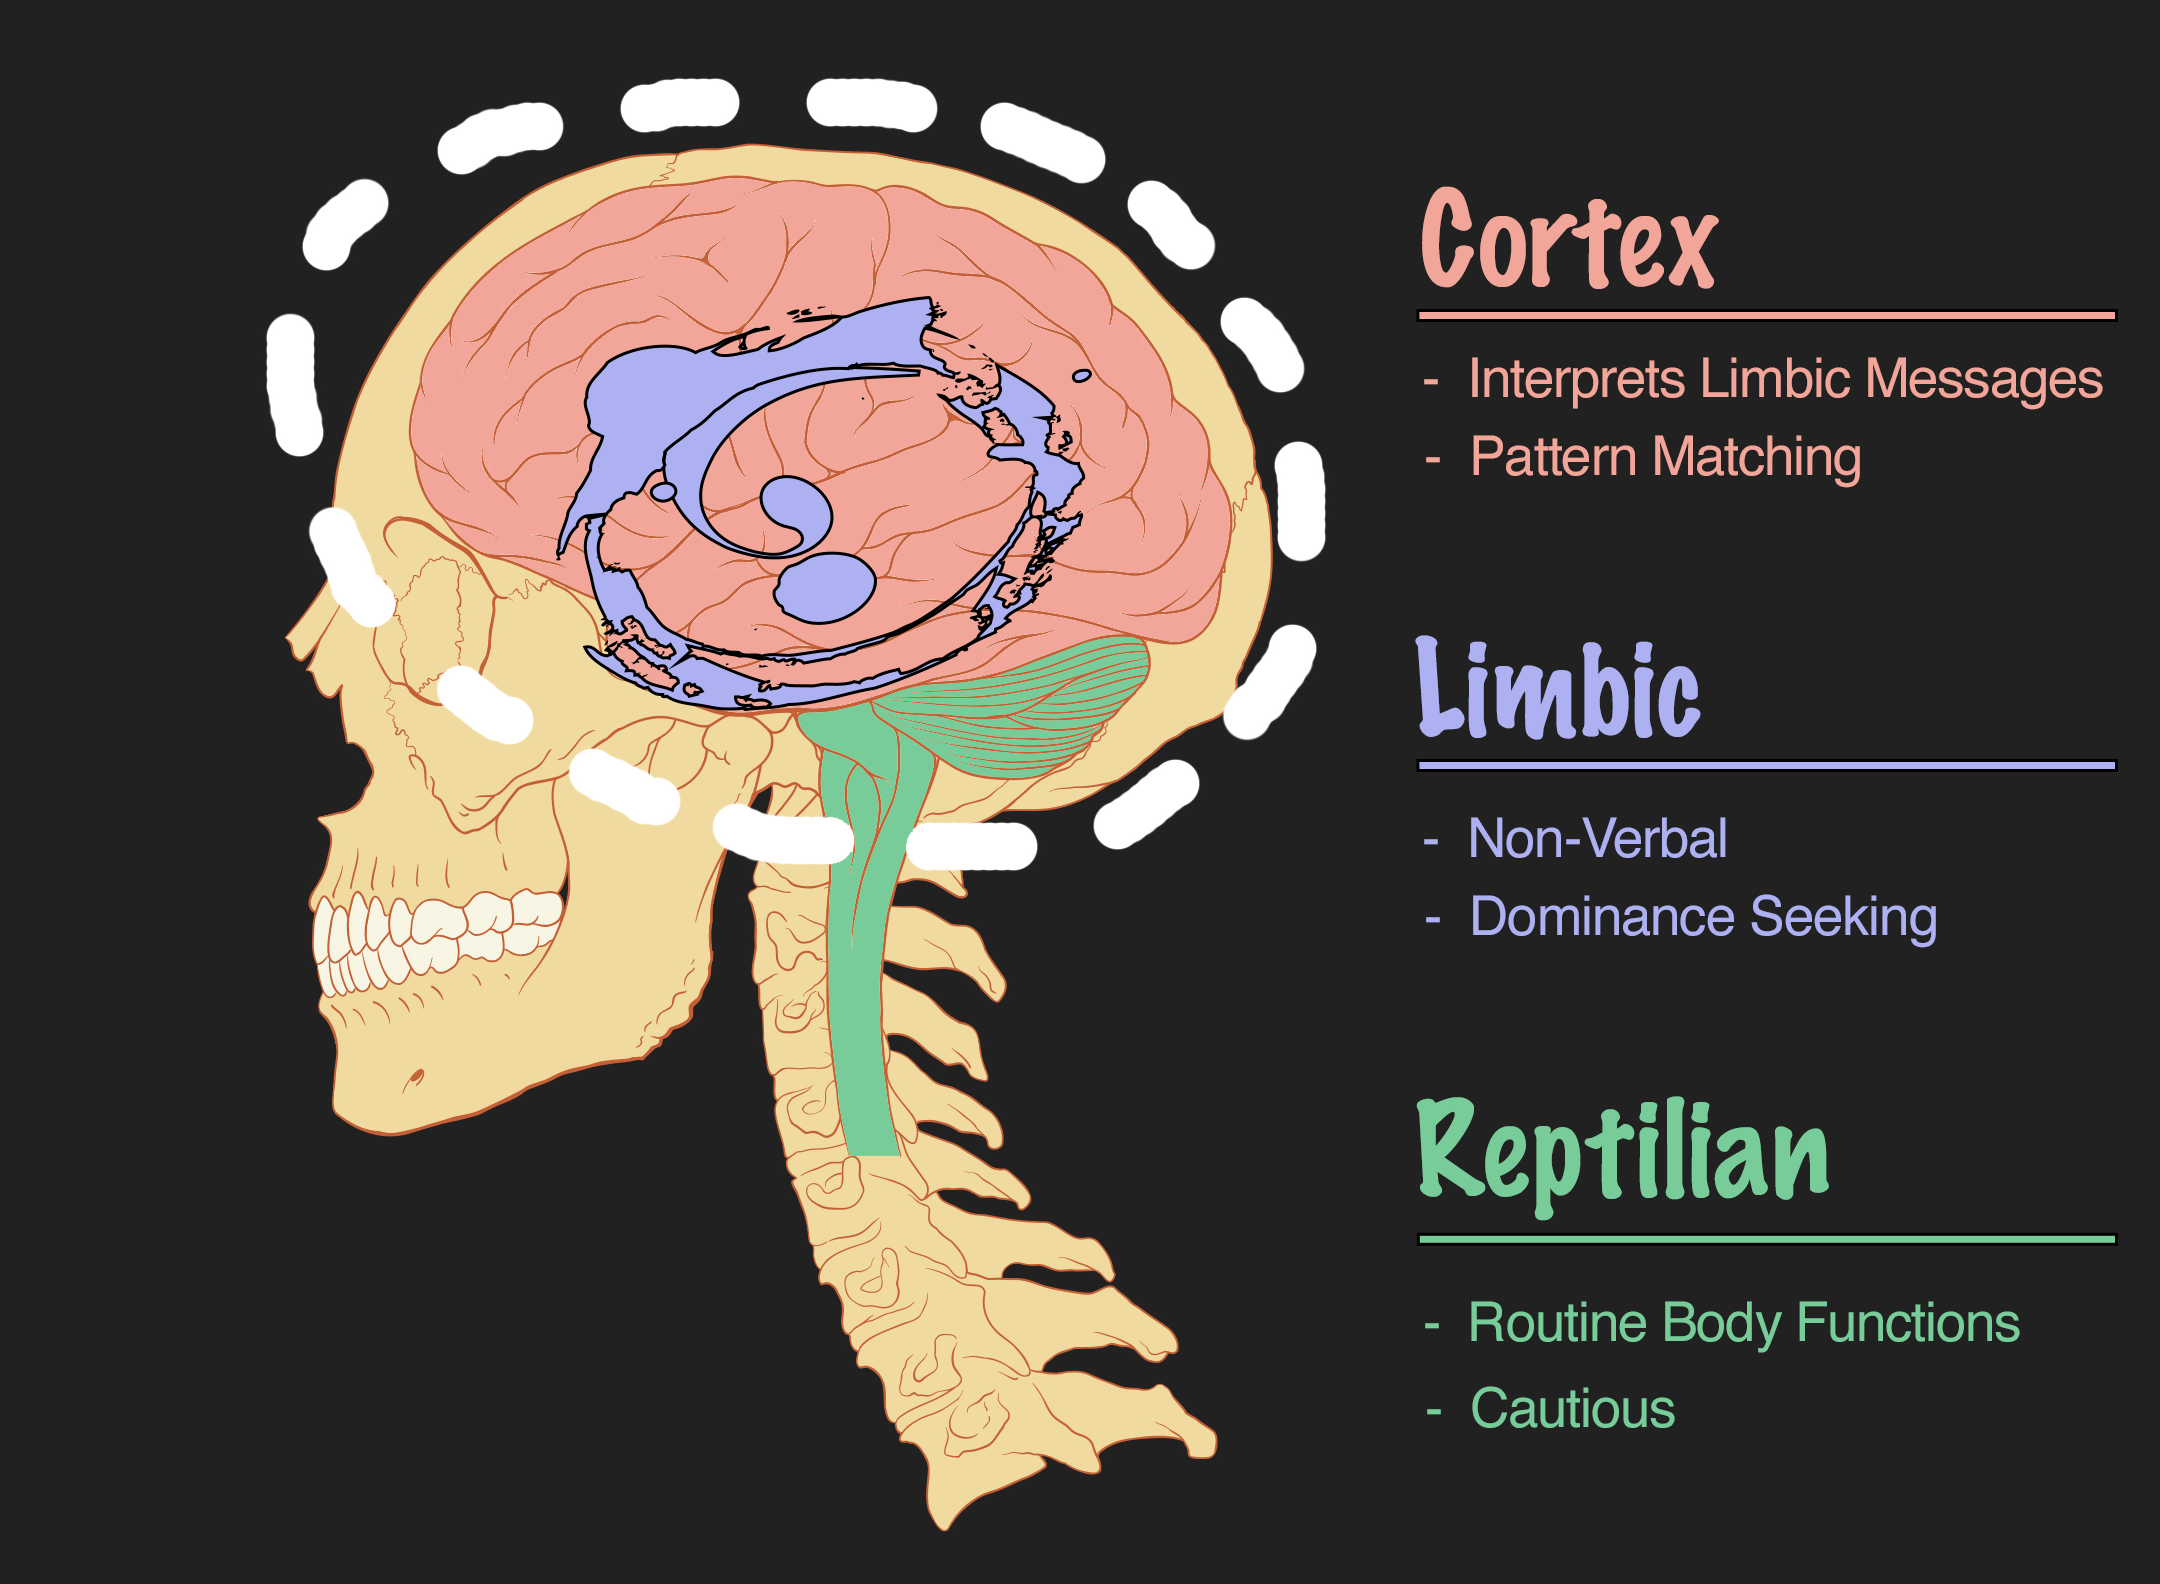 Cortex
- Interprets Limbic Messages
- Pattern Matching
Limbic
- Non-Verbal
- Dominance Seeking
Reptilian
- Routine Body Functions
- Cautious